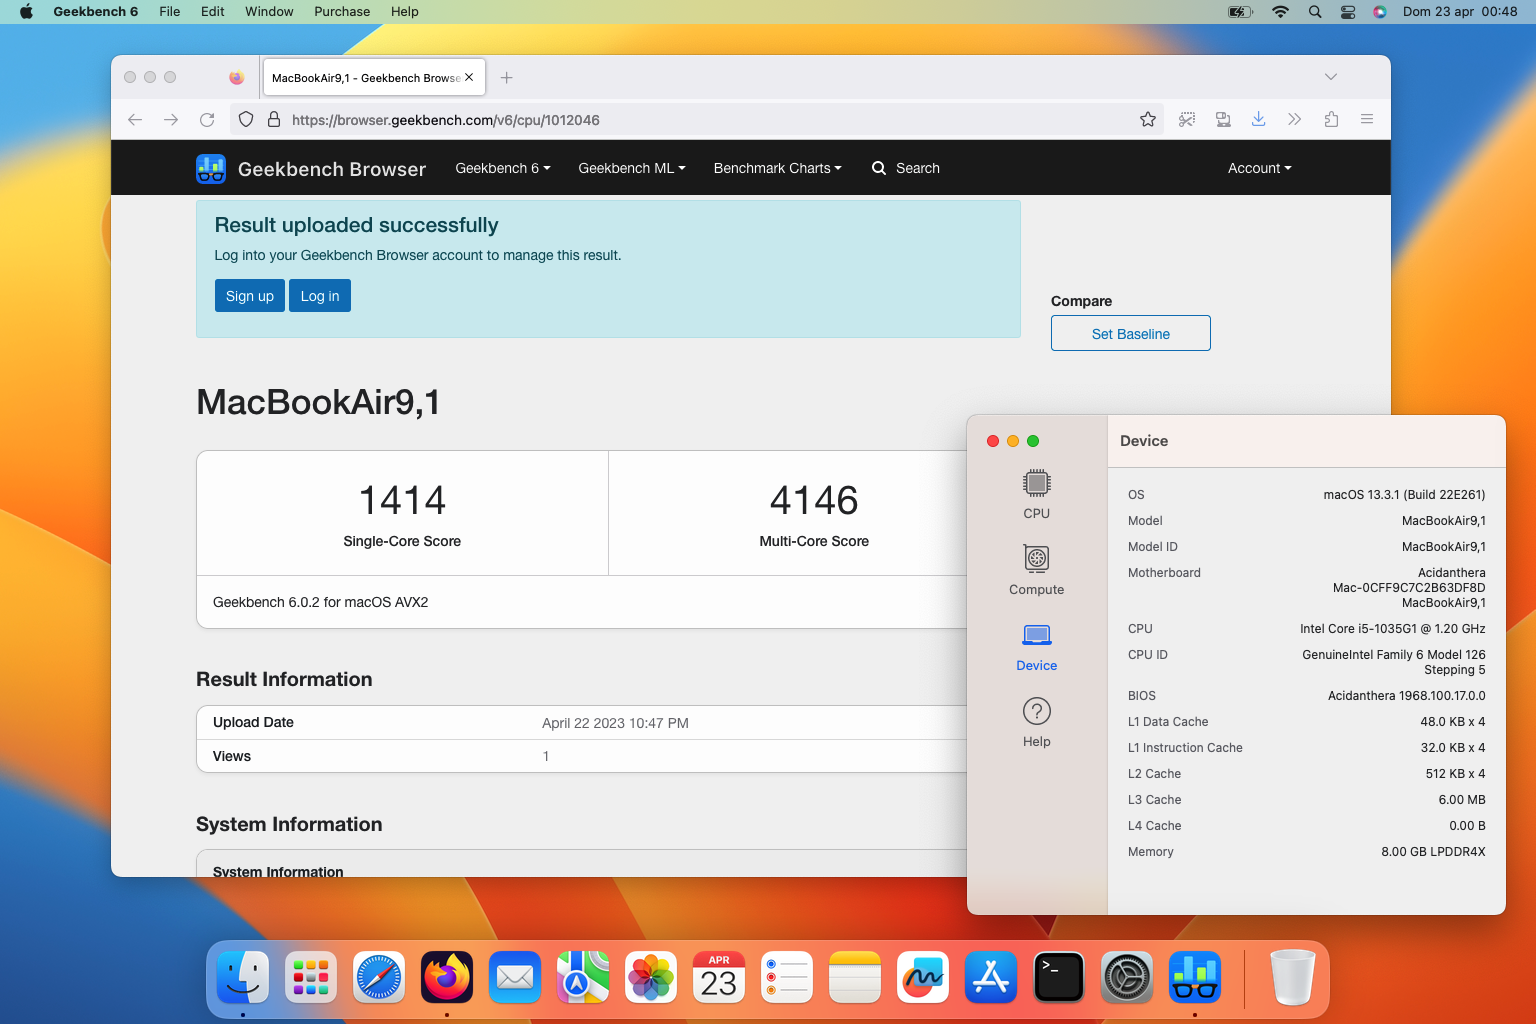 Geekbench 6 File Edit Window Purchase Help Dom 23 apr 00:48
MacBookAir9,1 - Geekbench Browse
https://browser.geekbench.com/v6/cpu/1012046
Geekbench Browser Geekbench 6 Geekbench ML Benchmark Charts Search Account
Result uploaded successfully
Log into your Geekbench Browser account to manage this result.
Sign up Log in
Compare
Set Baseline
MacBookAir9,1
1414
Single-Core Score
4146
Multi-Core Score
Geekbench 6.0.2 for macOS AVX2
Result Information
Upload Date April 22 2023 10:47 PM
Views 1
System Information
System Information
CPU
Compute
Device
Help
Device
OS macOS 13.3.1 (Build 22E261)
Model MacBookAir9,1
Model ID MacBookAir9,1
Motherboard Acidanthera
Mac-0CFF9C7C2B63DF8D
MacBookAir9,1
CPU Intel Core i5-1035G1 @ 1.20 GHz
CPU ID GenuineIntel Family 6 Model 126
Stepping 5
BIOS Acidanthera 1968.100.17.0.0
L1 Data Cache 48.0 KB x 4
L1 Instruction Cache 32.0 KB x 4
L2 Cache 512 KB x 4
L3 Cache 6.00 MB
L4 Cache 0.00 B
Memory 8.00 GB LPDDR4X
APR
23
>_